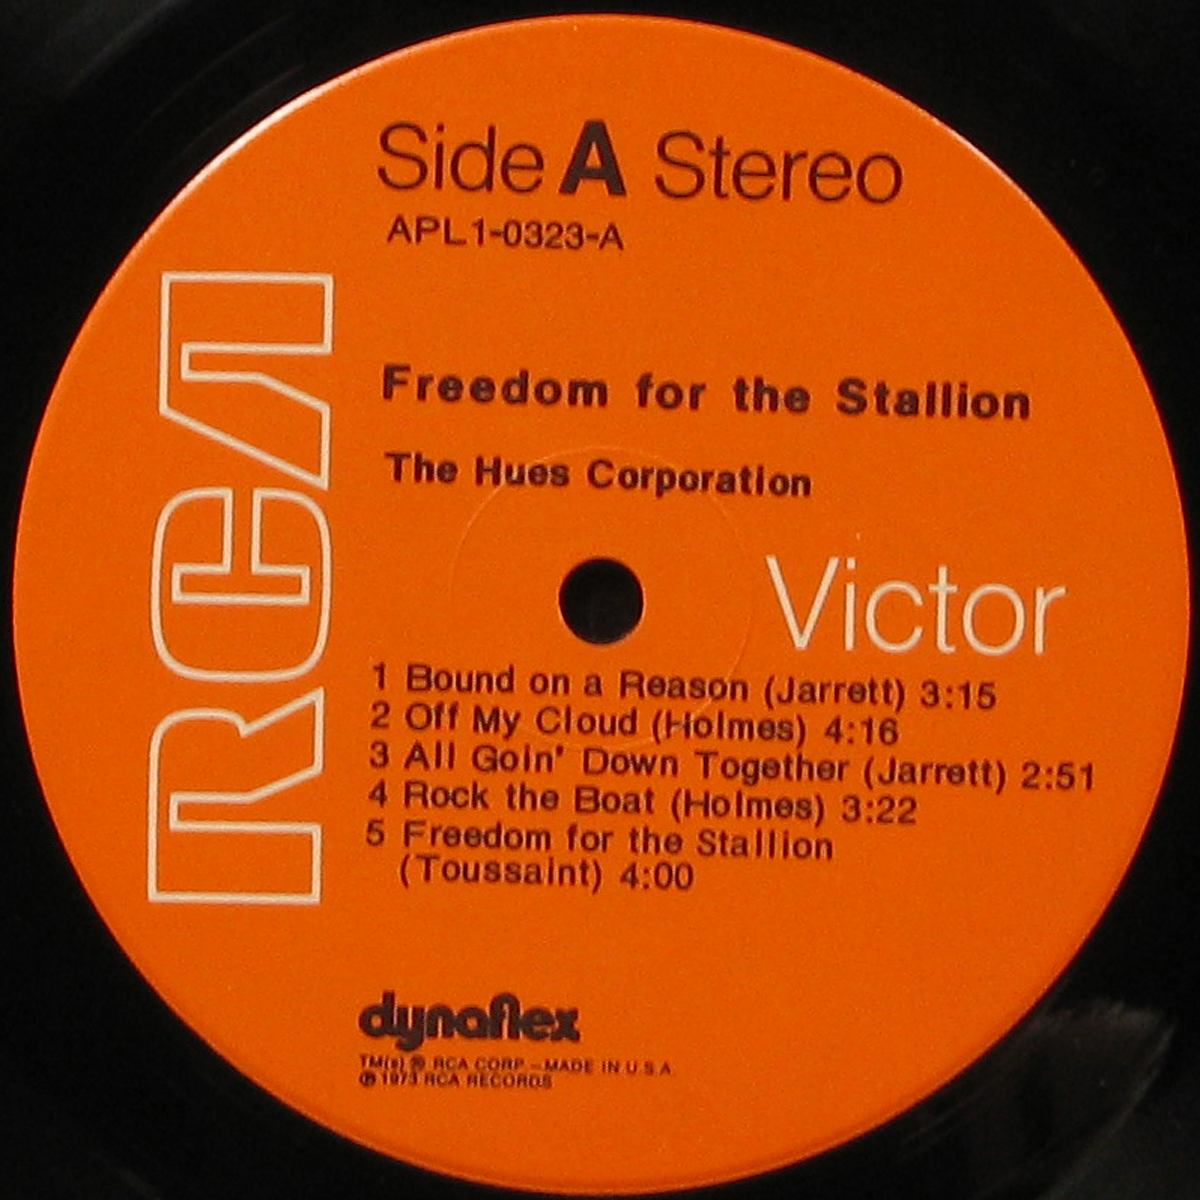 Side A Stereo
APL1-0323-A
RCA
Freedom for the Stallion
The Hues Corporation
Victor
1 Bound on a Reason (Jarrett) 3:15
2 Off My Cloud (Holmes) 4:16
3 All Goin' Down Together (Jarrett) 2:51
4 Rock the Boat (Holmes) 3:22
5 Freedom for the Stallion
(Toussaint) 4:00
dynaflex
TM(s) ® RCA CORP.—MADE IN U.S.A.
℗ 1973 RCA RECORDS